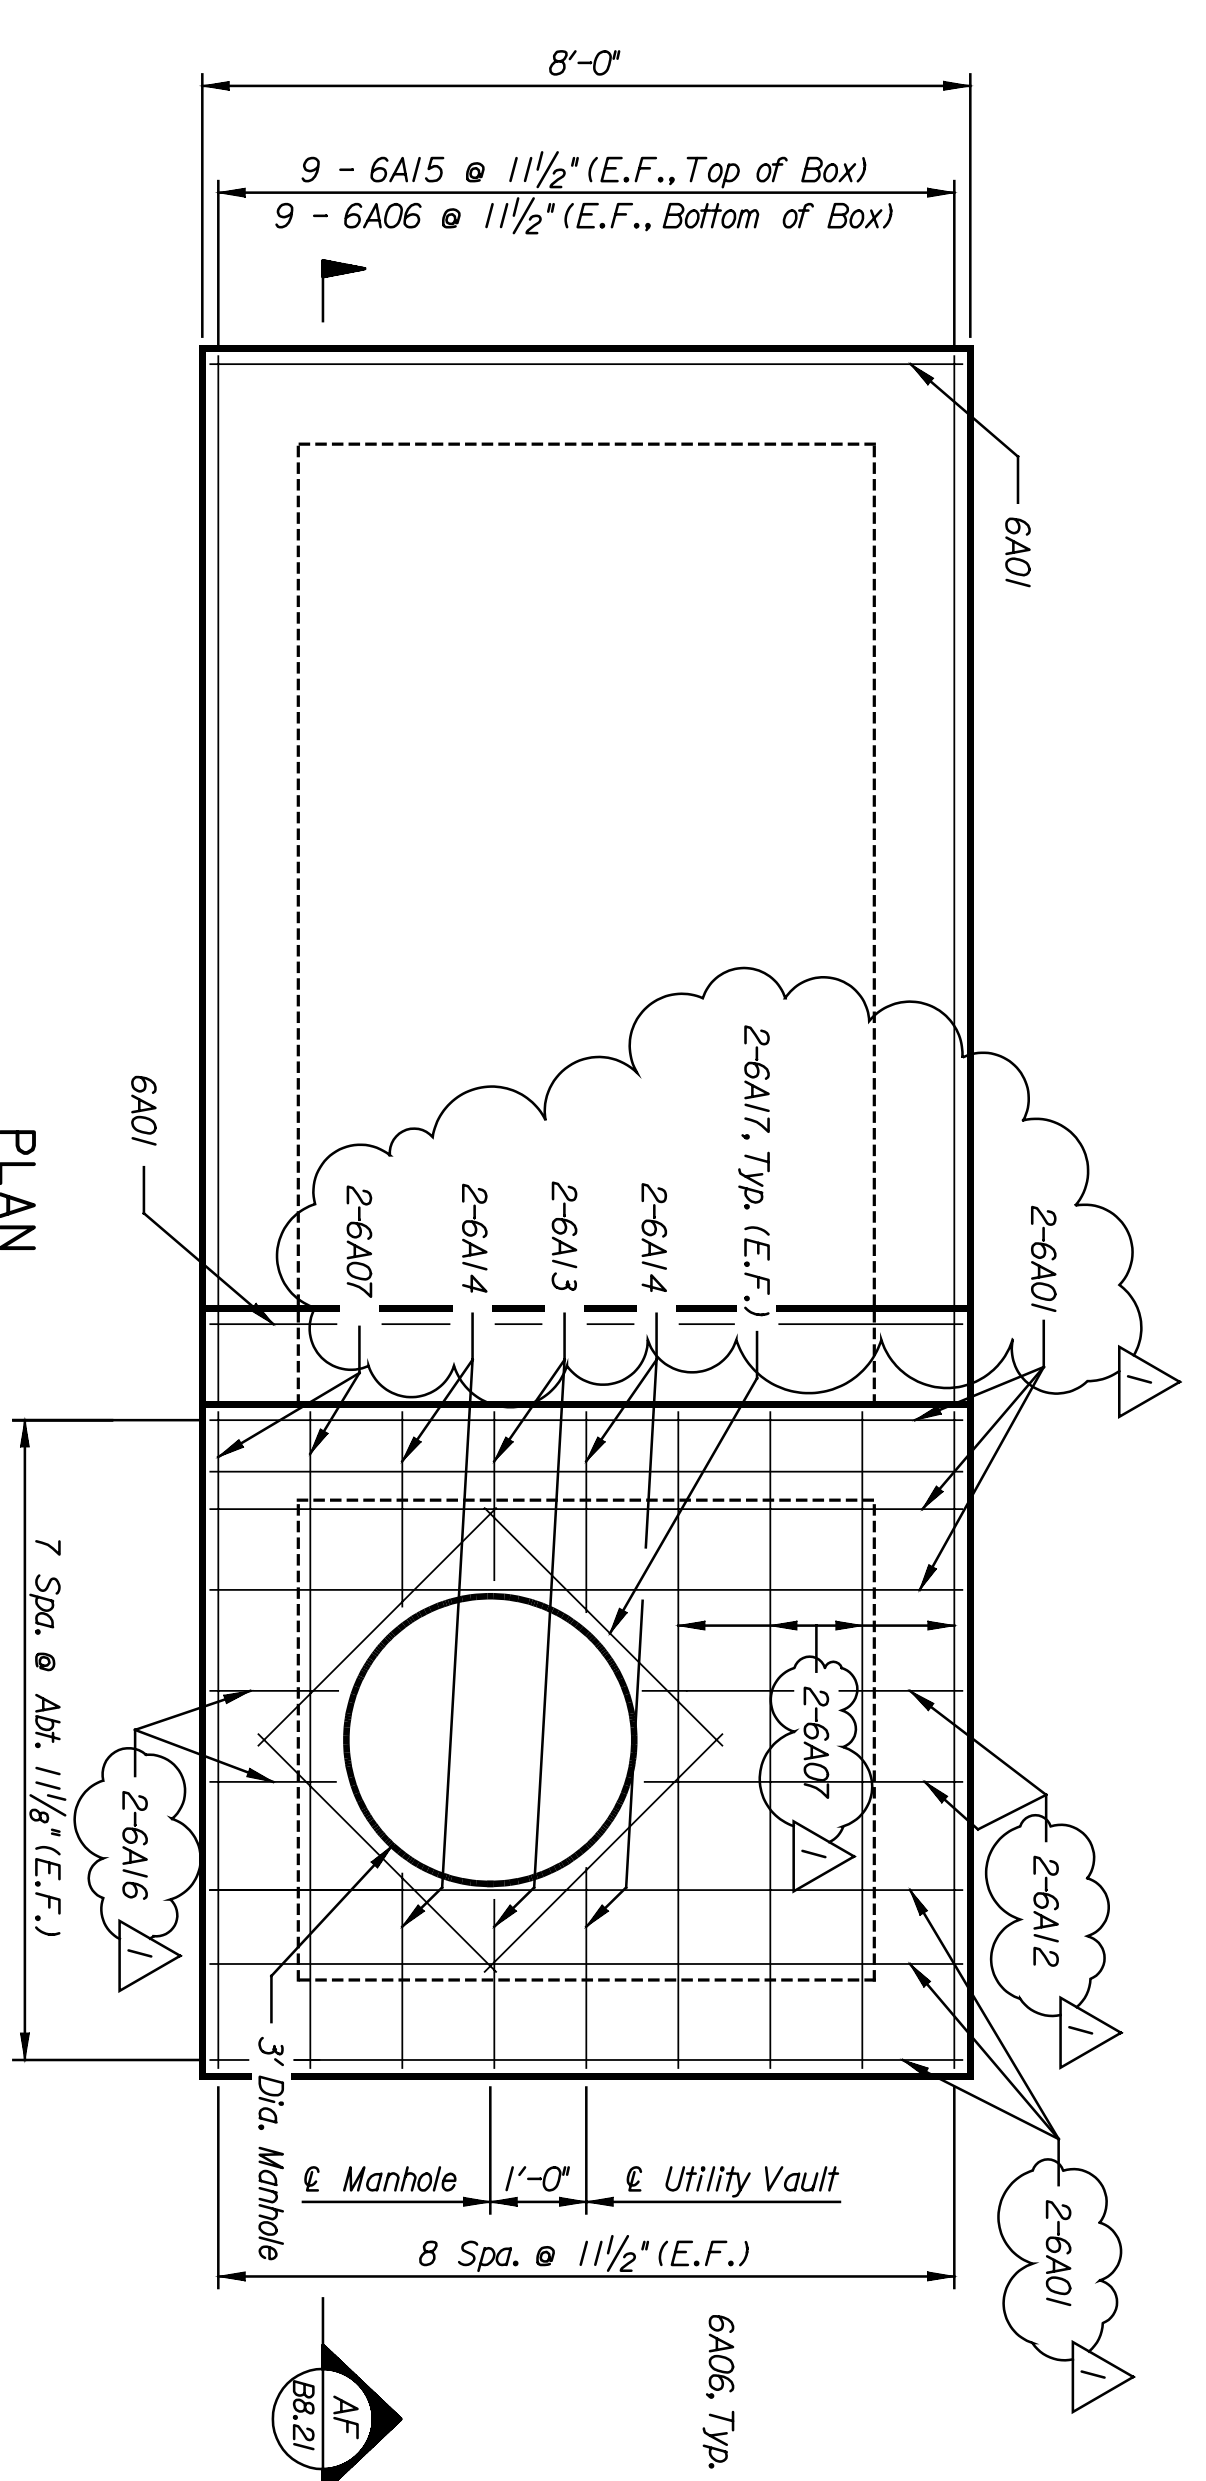 8'-0"
9 - 6A15 @ 11½" (E.F., Top of Box)
9 - 6A06 @ 11½" (E.F., Bottom of Box)
6A01
2-6A17, Typ. (E.F.)
6A01
PLAN
2-6A07
2-6A14
2-6A13
2-6A14
2-6A01
1
7 Spa. @ Abt. 11⅛" (E.F.)
2-6A16
1
2-6A07
1
2-6A12
1
3' Dia. Manhole
℄ Manhole
1'-0"
℄ Utility Vault
8 Spa. @ 11½" (E.F.)
2-6A01
1
6A06, Typ.
AF
B8.21